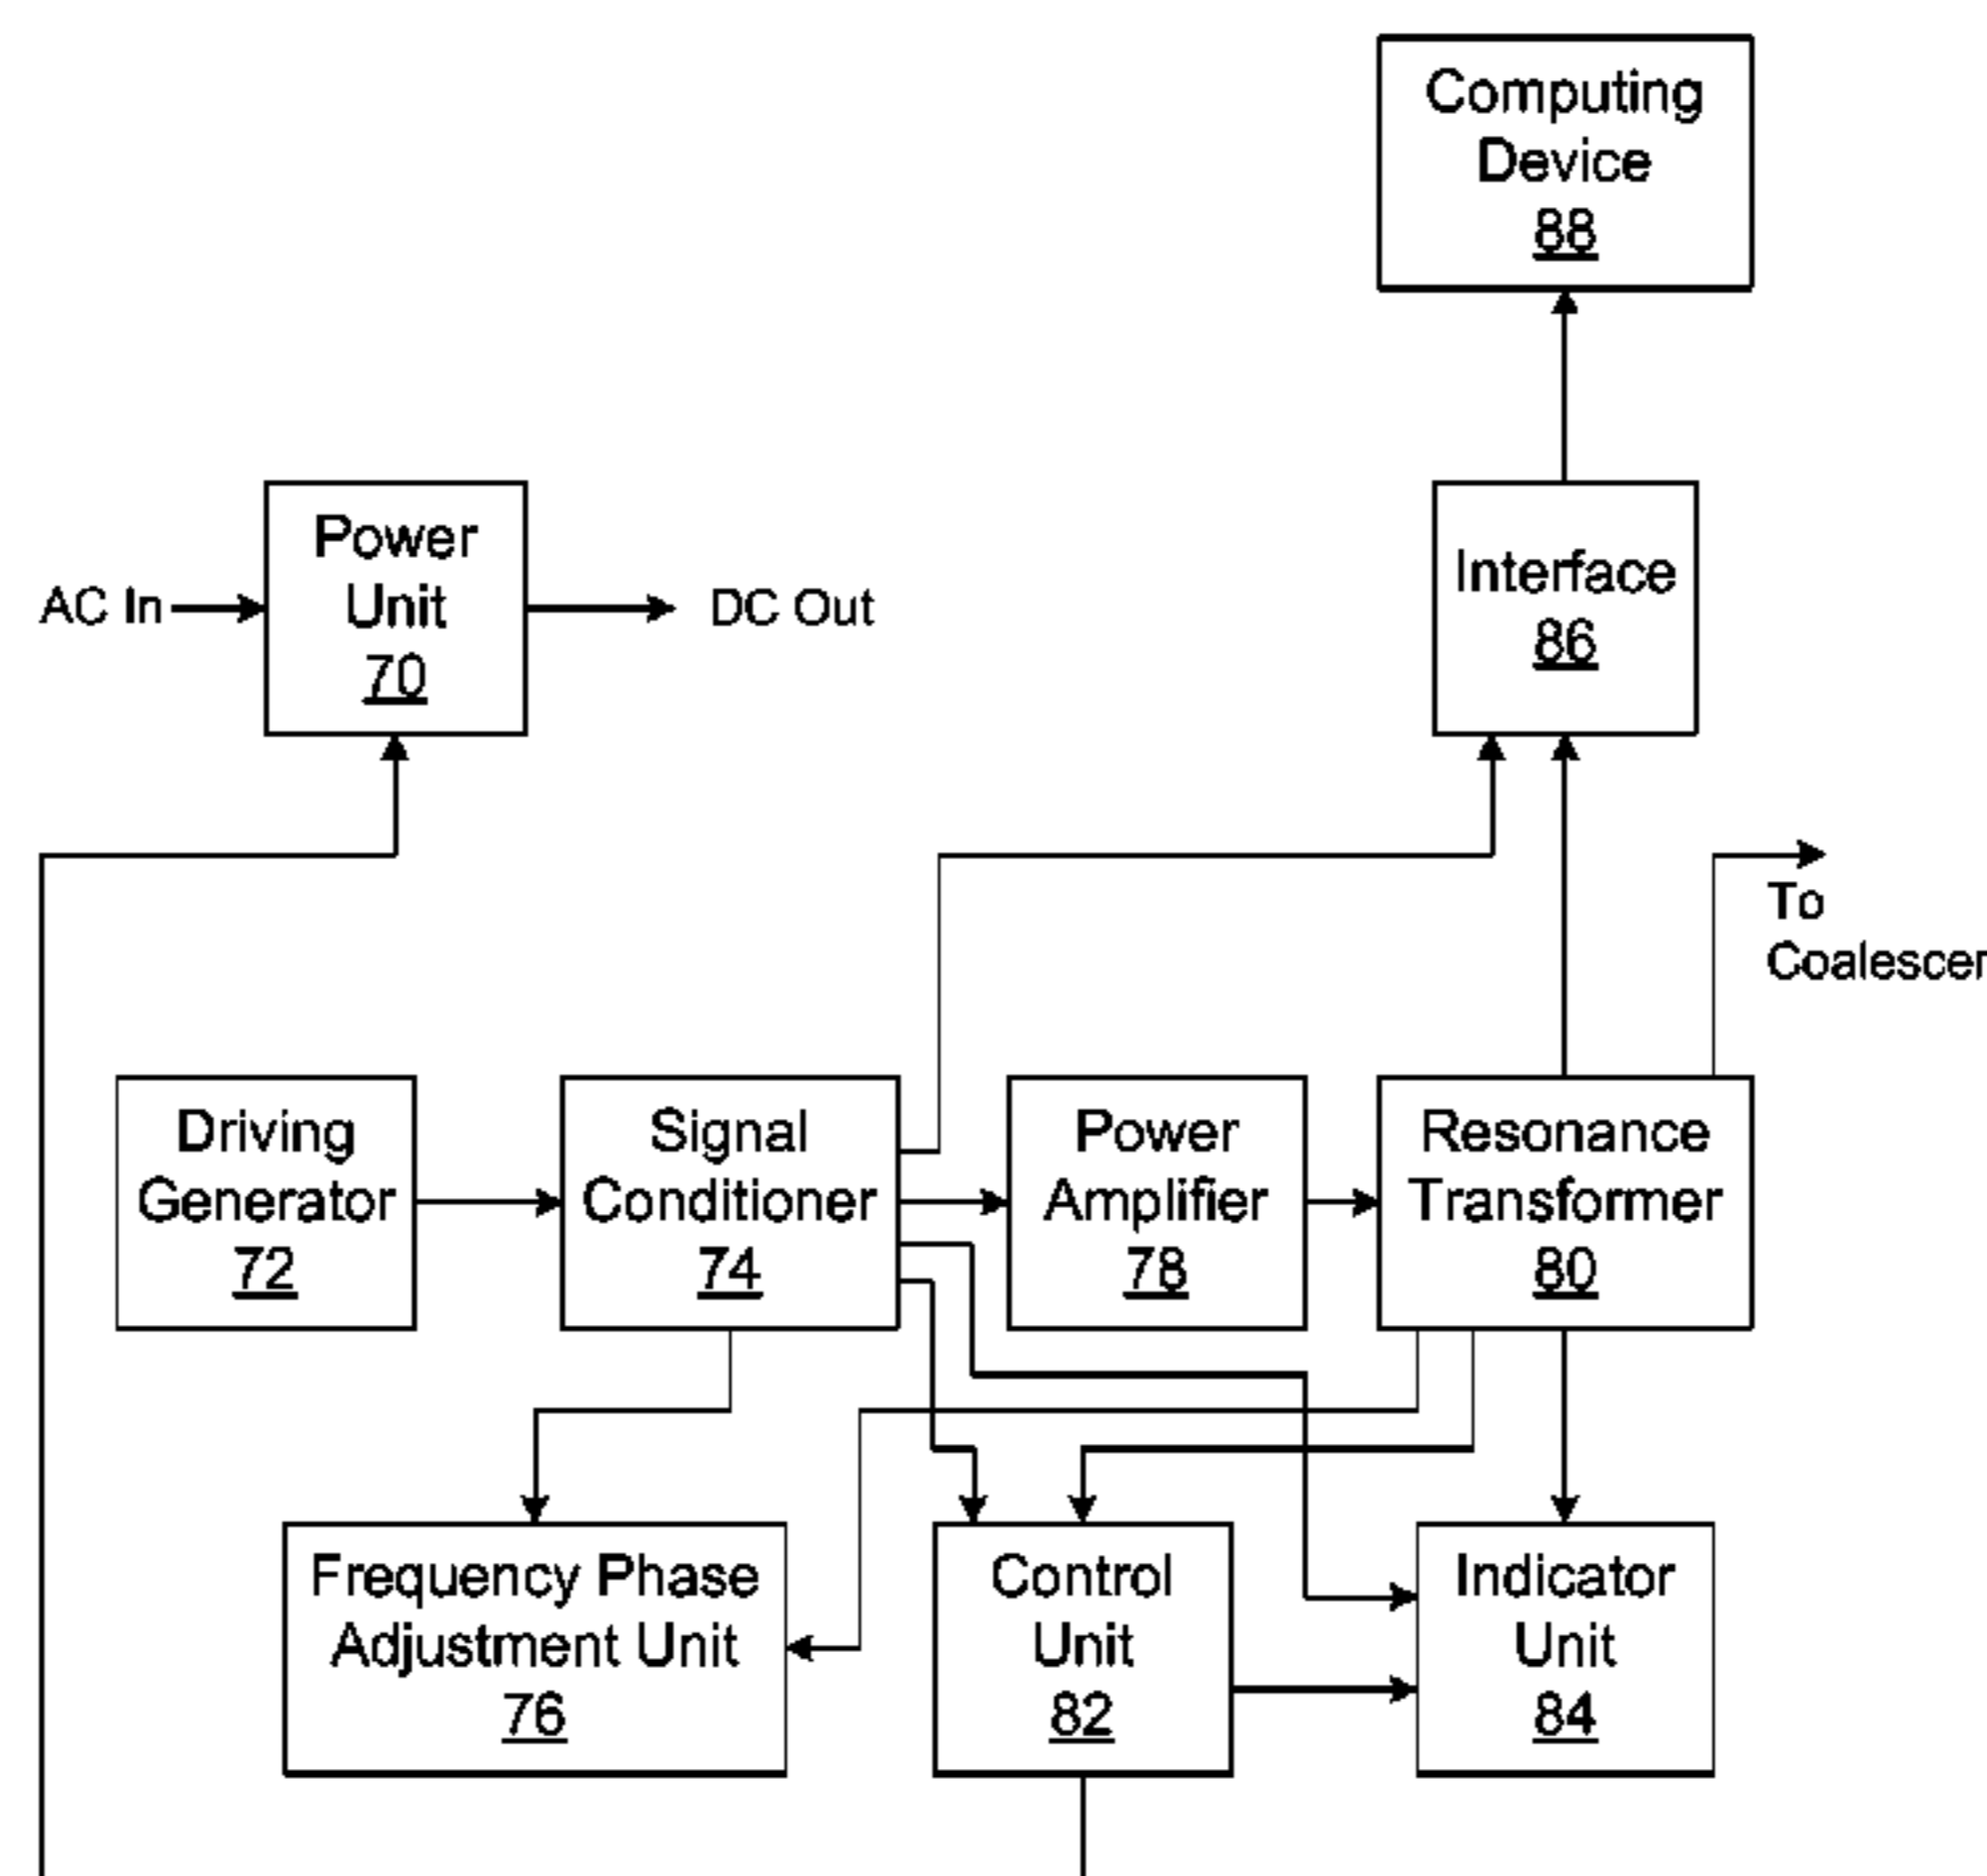 Computing
Device
88
Power
Unit
70
AC In
DC Out
Interface
86
To
Coalescer
Driving
Generator
72
Signal
Conditioner
74
Power
Amplifier
78
Resonance
Transformer
80
Frequency Phase
Adjustment Unit
76
Control
Unit
82
Indicator
Unit
84